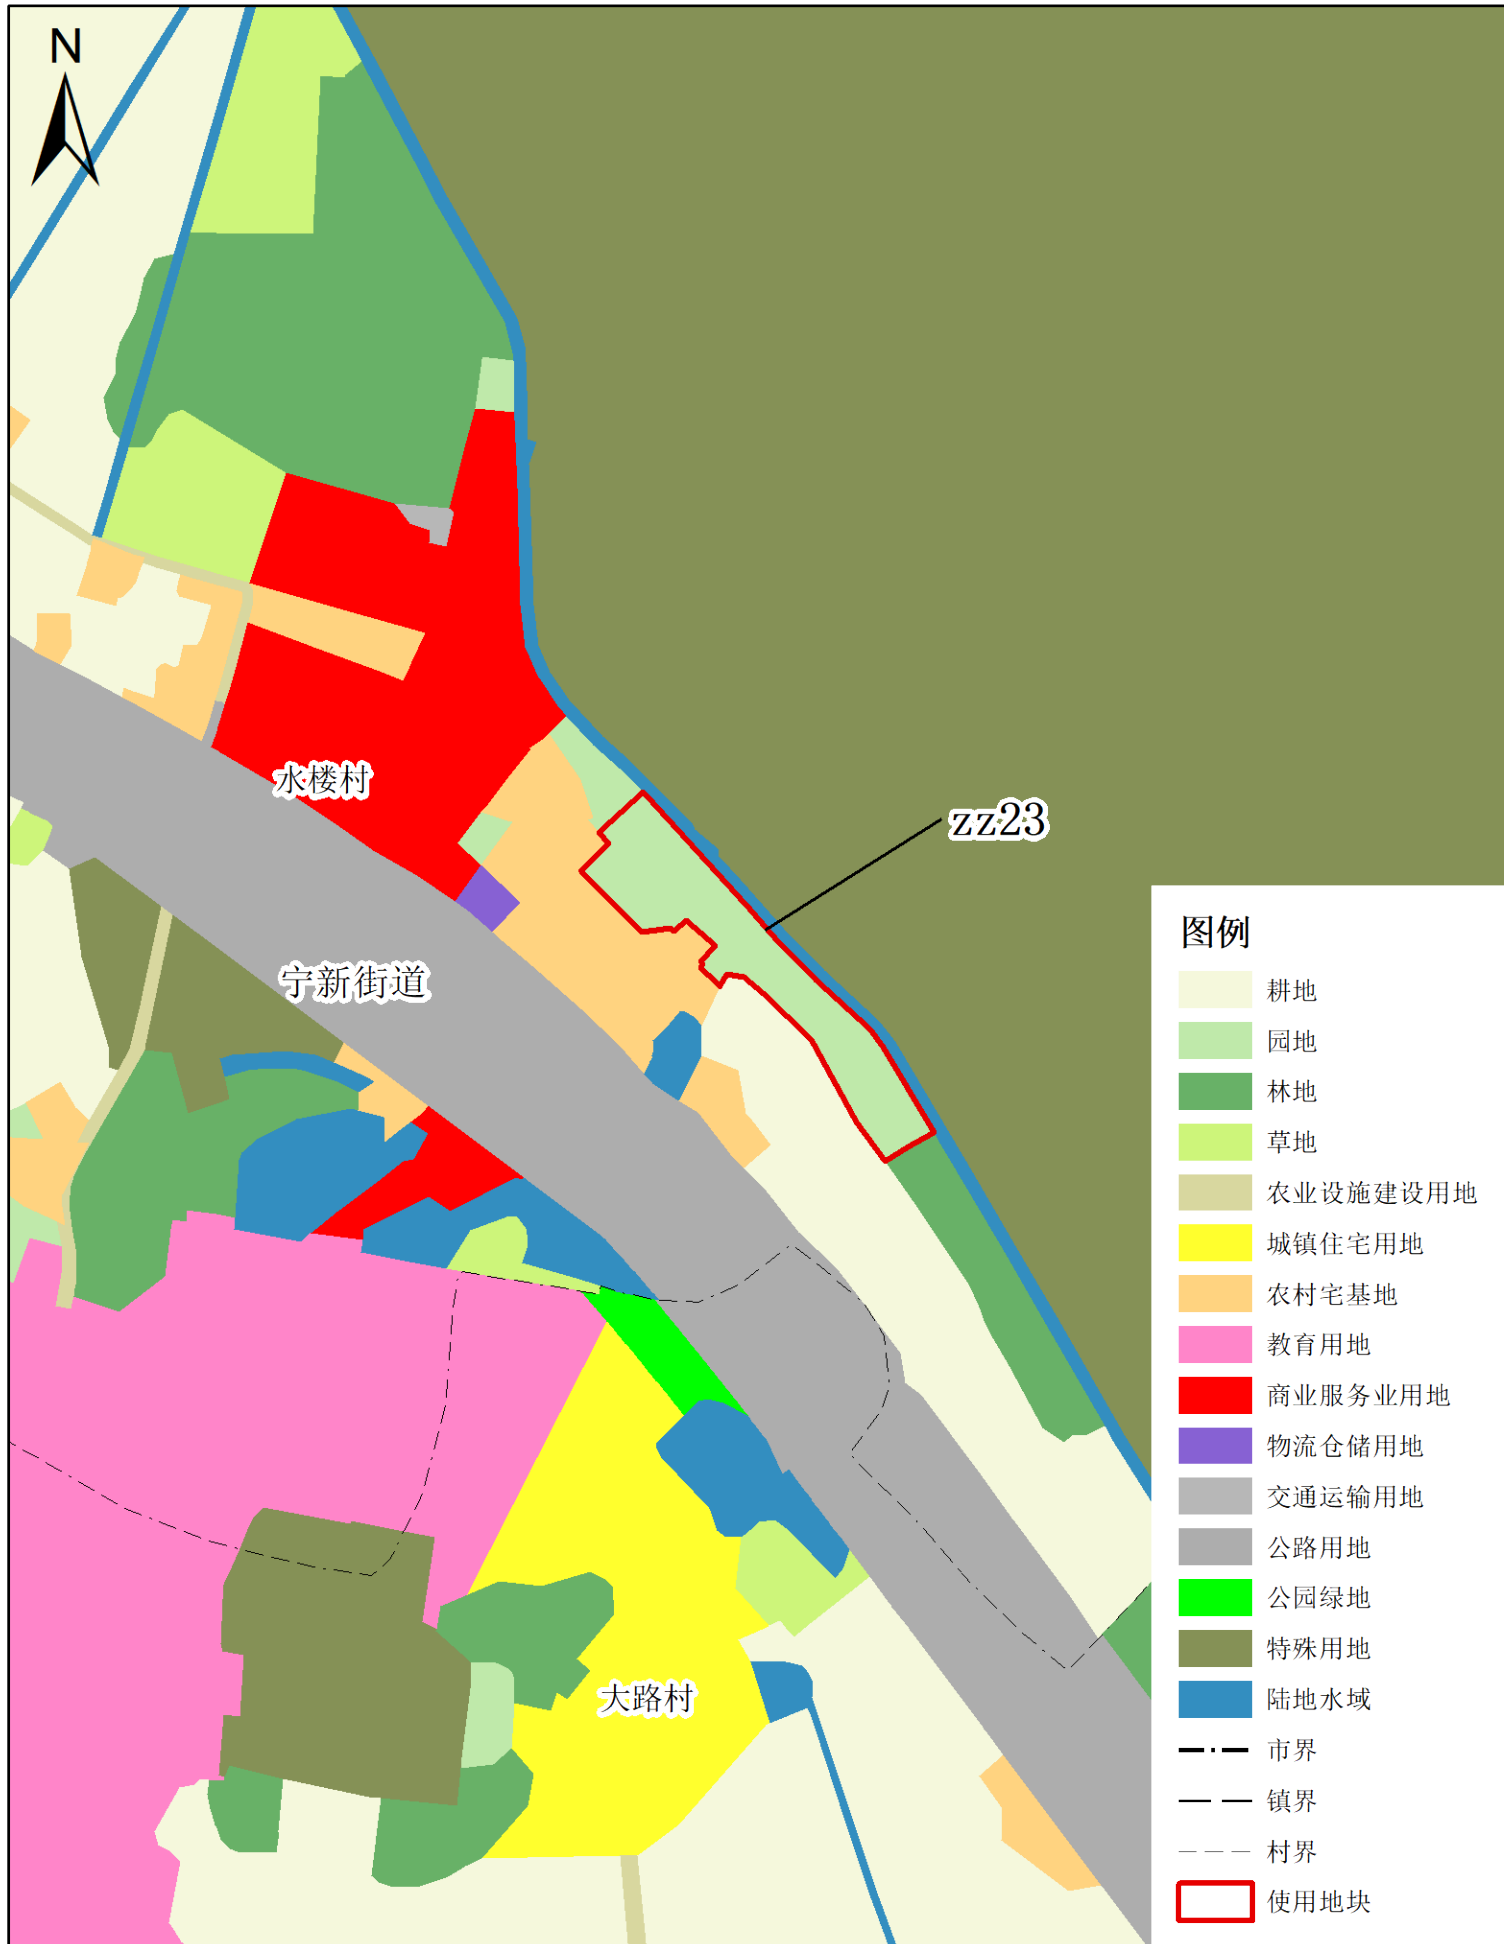 N
水楼村
zz23
宁新街道
大路村
图例
耕地
园地
林地
草地
农业设施建设用地
城镇住宅用地
农村宅基地
教育用地
商业服务业用地
物流仓储用地
交通运输用地
公路用地
公园绿地
特殊用地
陆地水域
市界
镇界
村界
使用地块